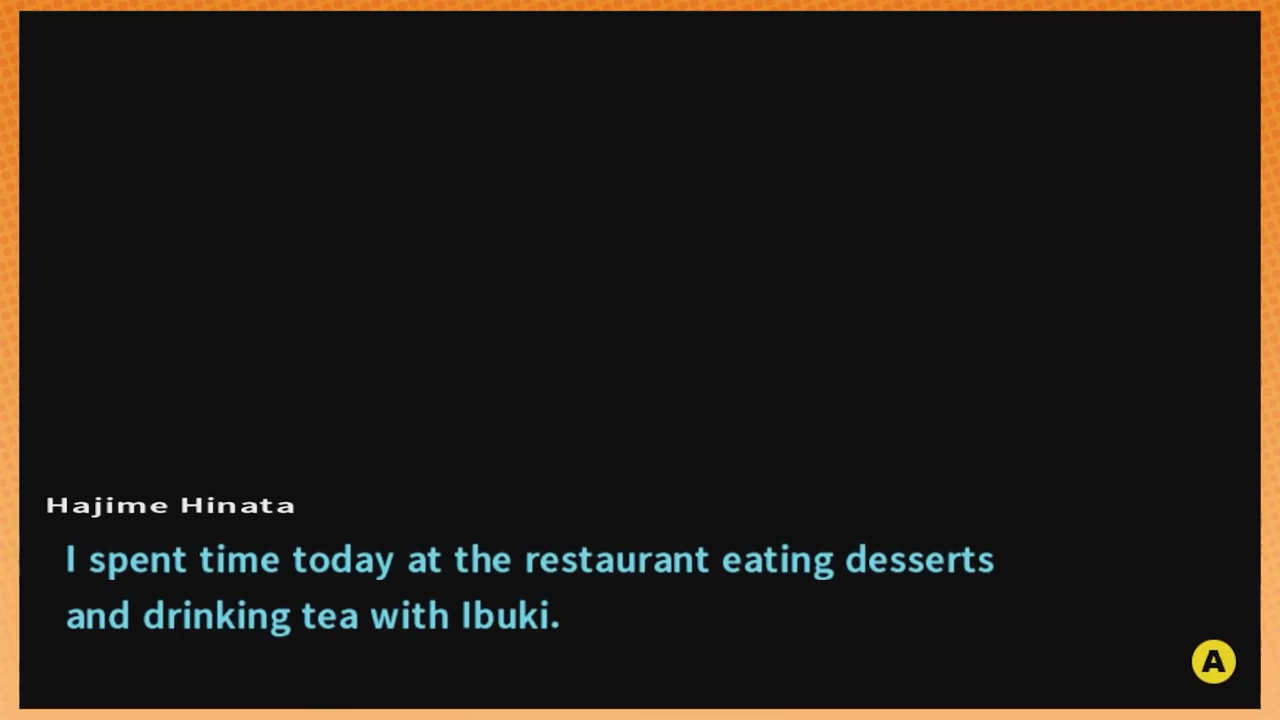 Hajime Hinata
I spent time today at the restaurant eating desserts
and drinking tea with Ibuki.
A